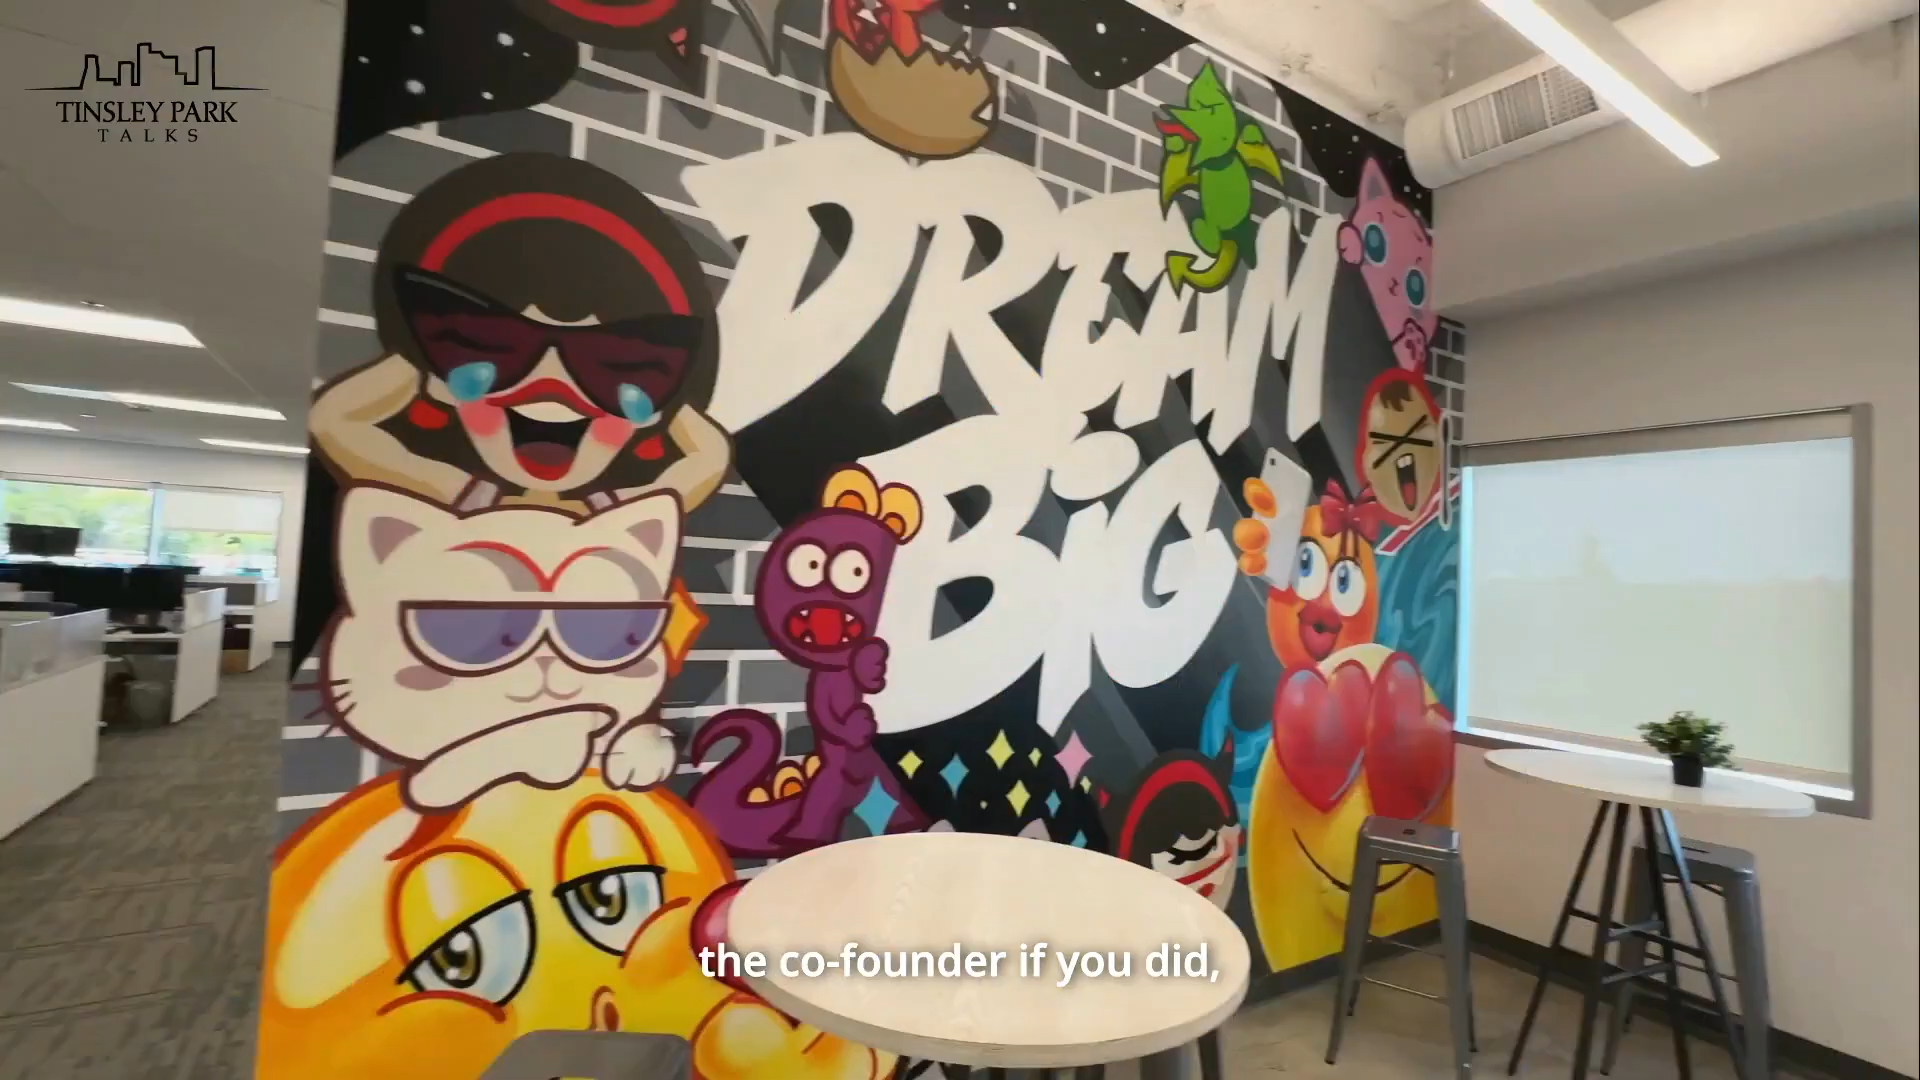 TINSLEY PARK
TALKS
DREAM
BiG
the co-founder if you did,